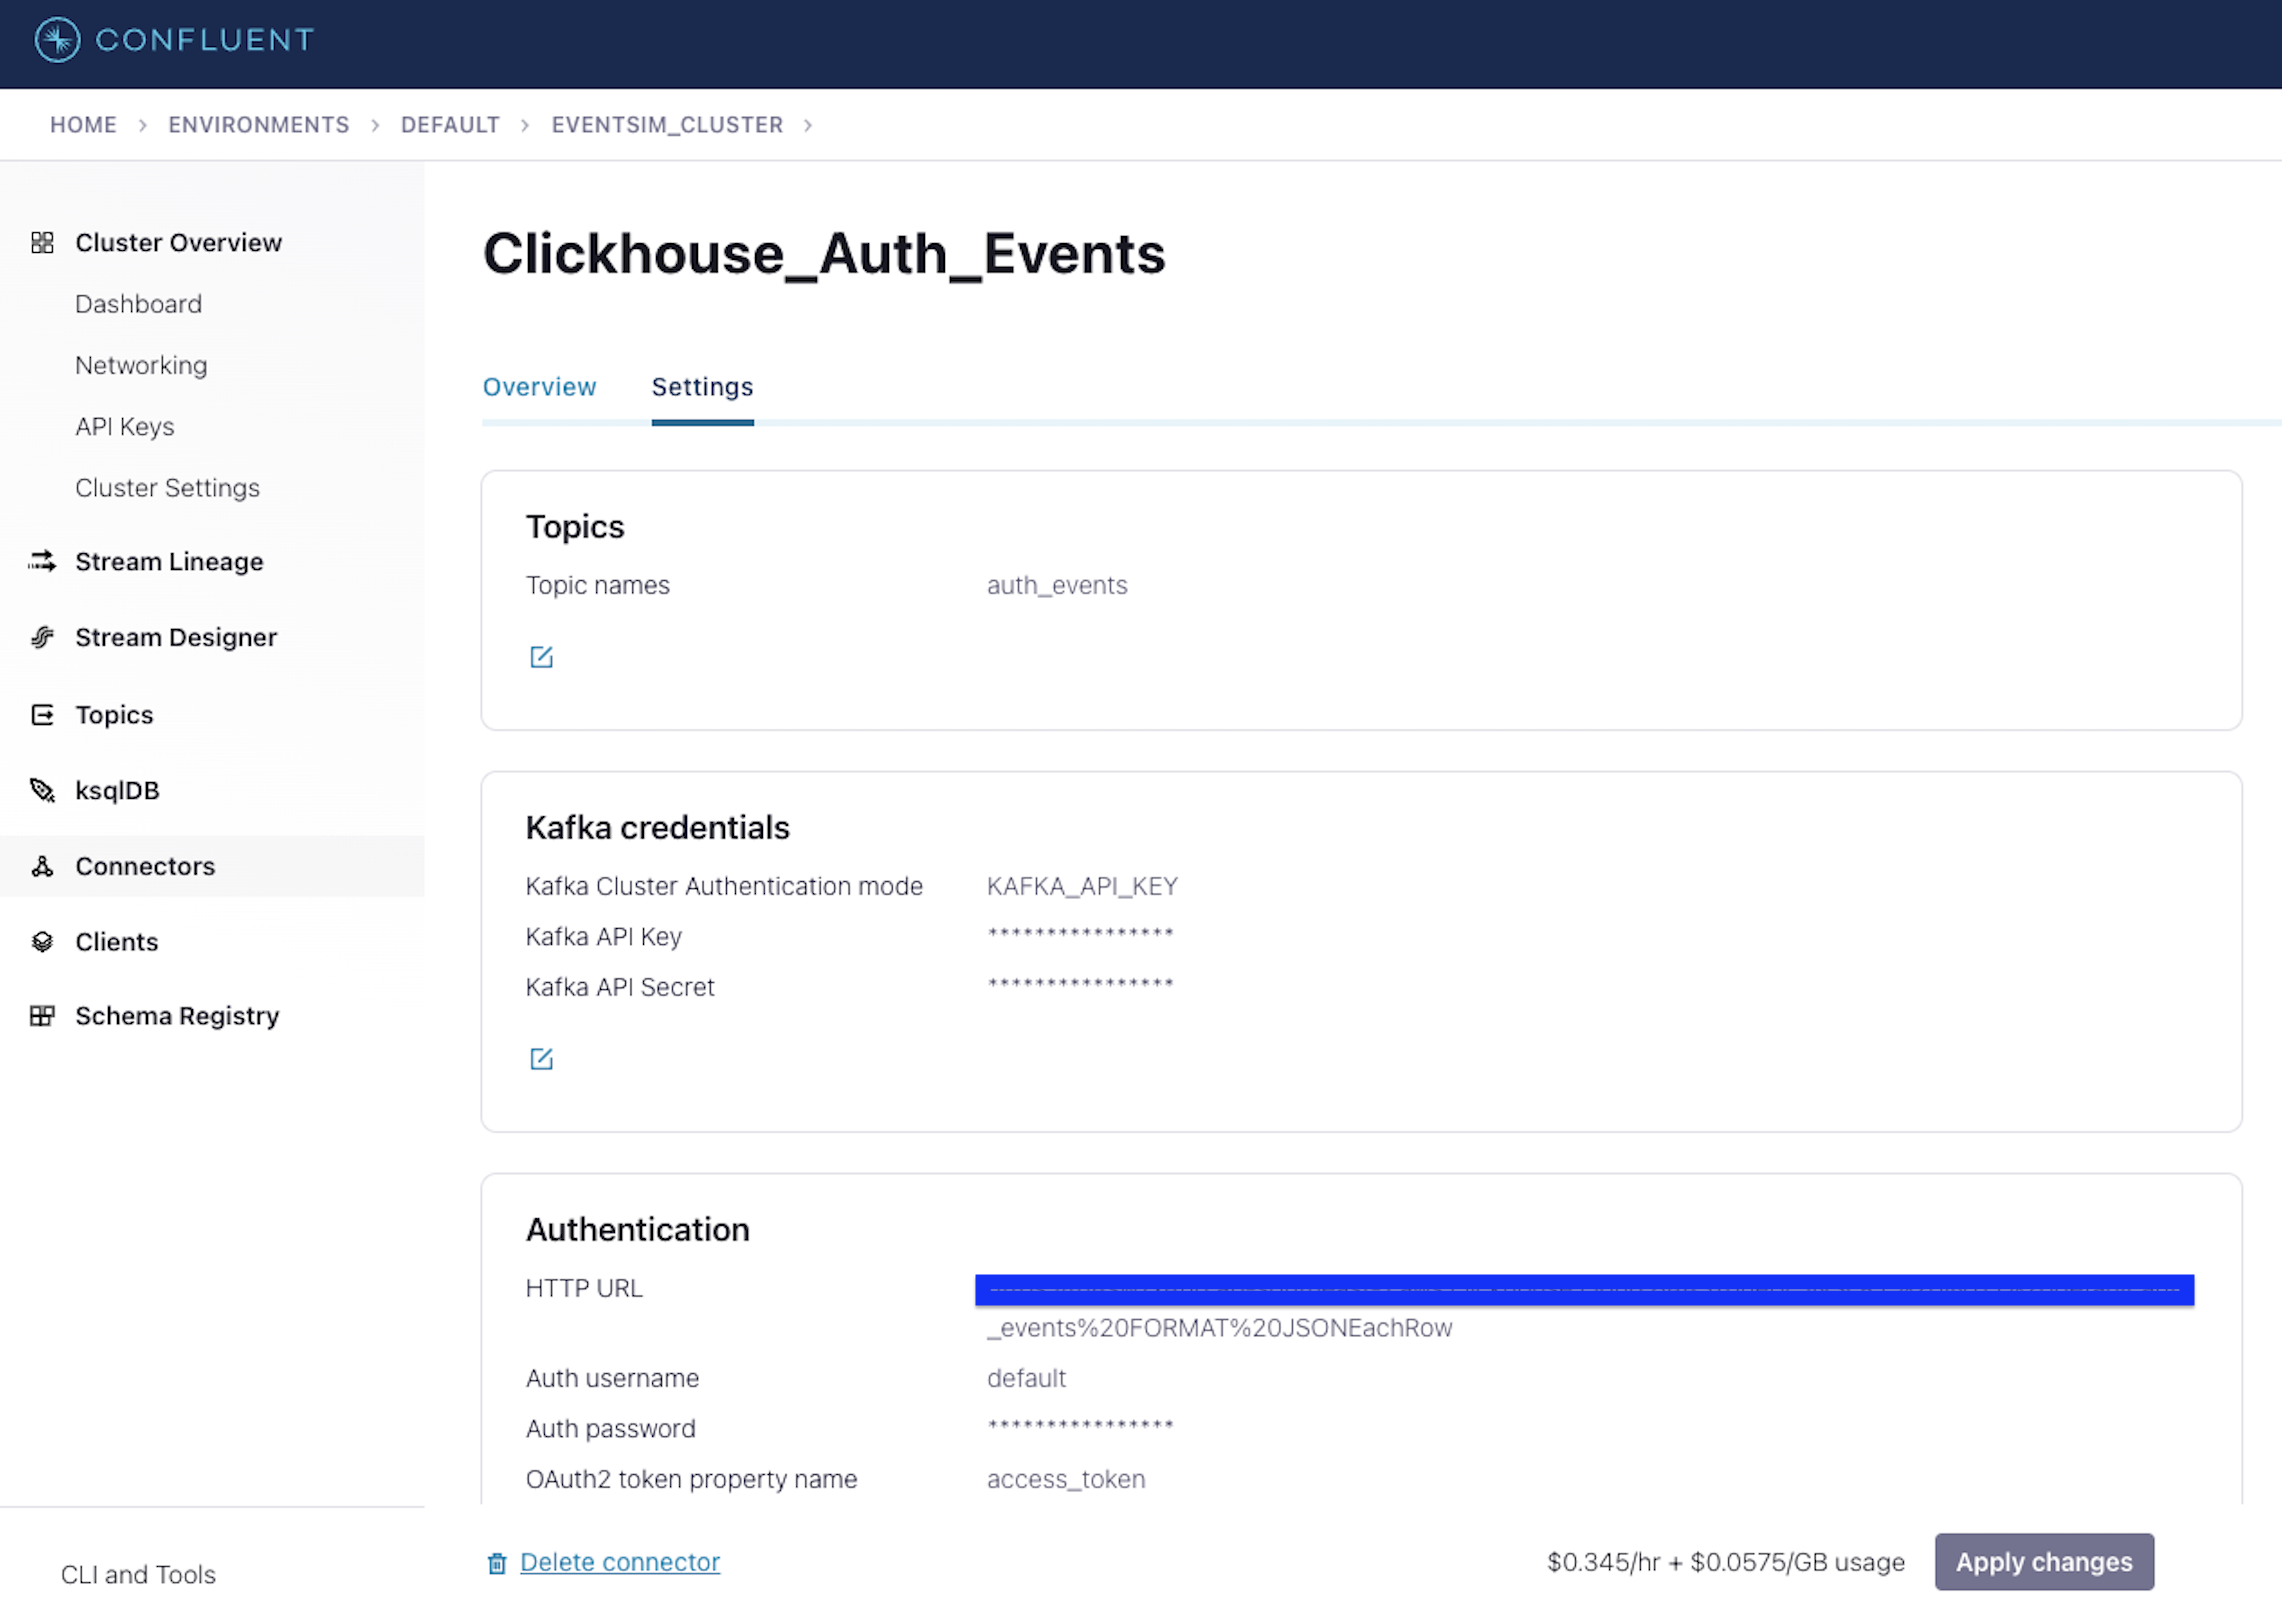 CONFLUENT
HOME > ENVIRONMENTS > DEFAULT > EVENTSIM_CLUSTER >
Cluster Overview
Dashboard
Networking
API Keys
Cluster Settings
Stream Lineage
Stream Designer
Topics
ksqlDB
Connectors
Clients
Schema Registry
CLI and Tools
Clickhouse_Auth_Events
Overview Settings
Topics
Topic names auth_events
Kafka credentials
Kafka Cluster Authentication mode KAFKA_API_KEY
Kafka API Key ****************
Kafka API Secret ****************
Authentication
HTTP URL
_events%20FORMAT%20JSONEachRow
Auth username default
Auth password ****************
OAuth2 token property name access_token
Delete connector $0.345/hr + $0.0575/GB usage Apply changes